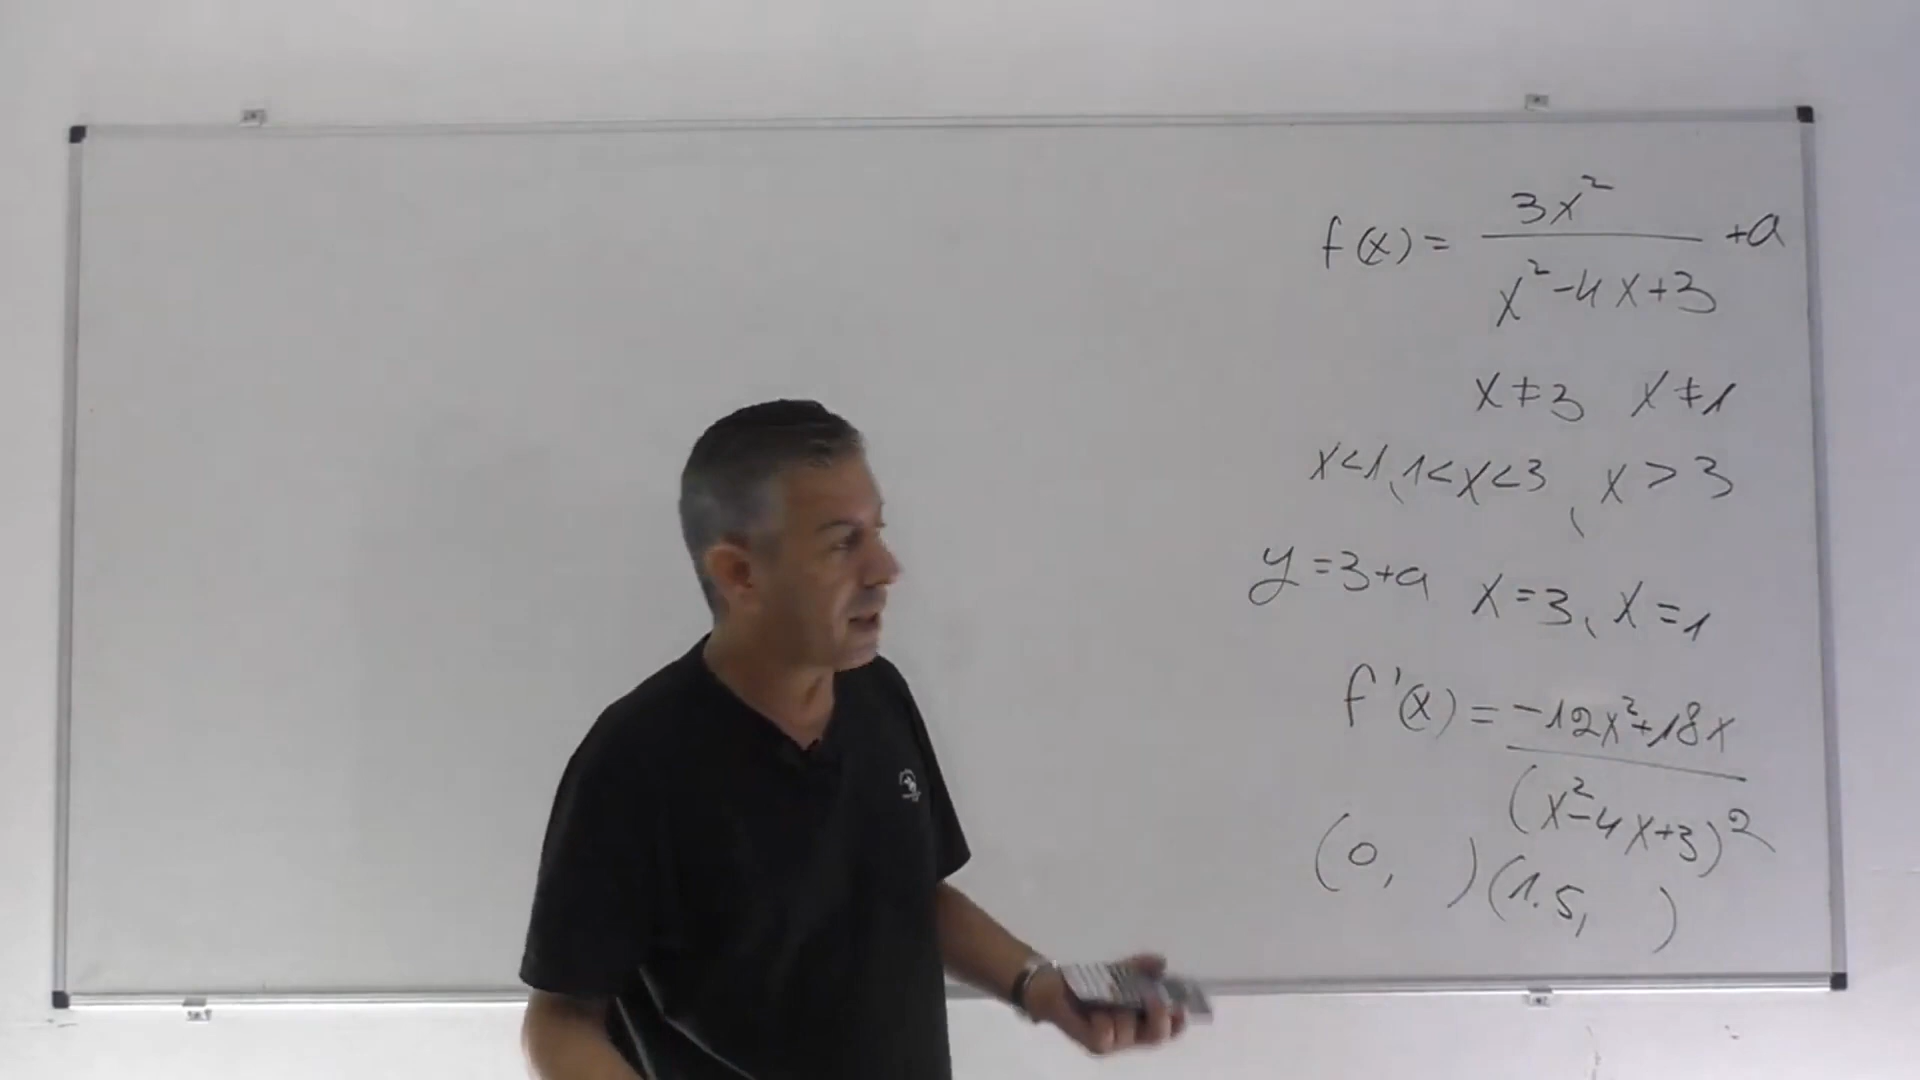 f(x) = 3x² / (x²-4x+3) +a
x≠3 x≠1
x<1, 1<x<3, x>3
y=3+a x=3, x=1
f'(x) = (-12x²+18x) / (x²-4x+3)²
(0, ) (1.5, )